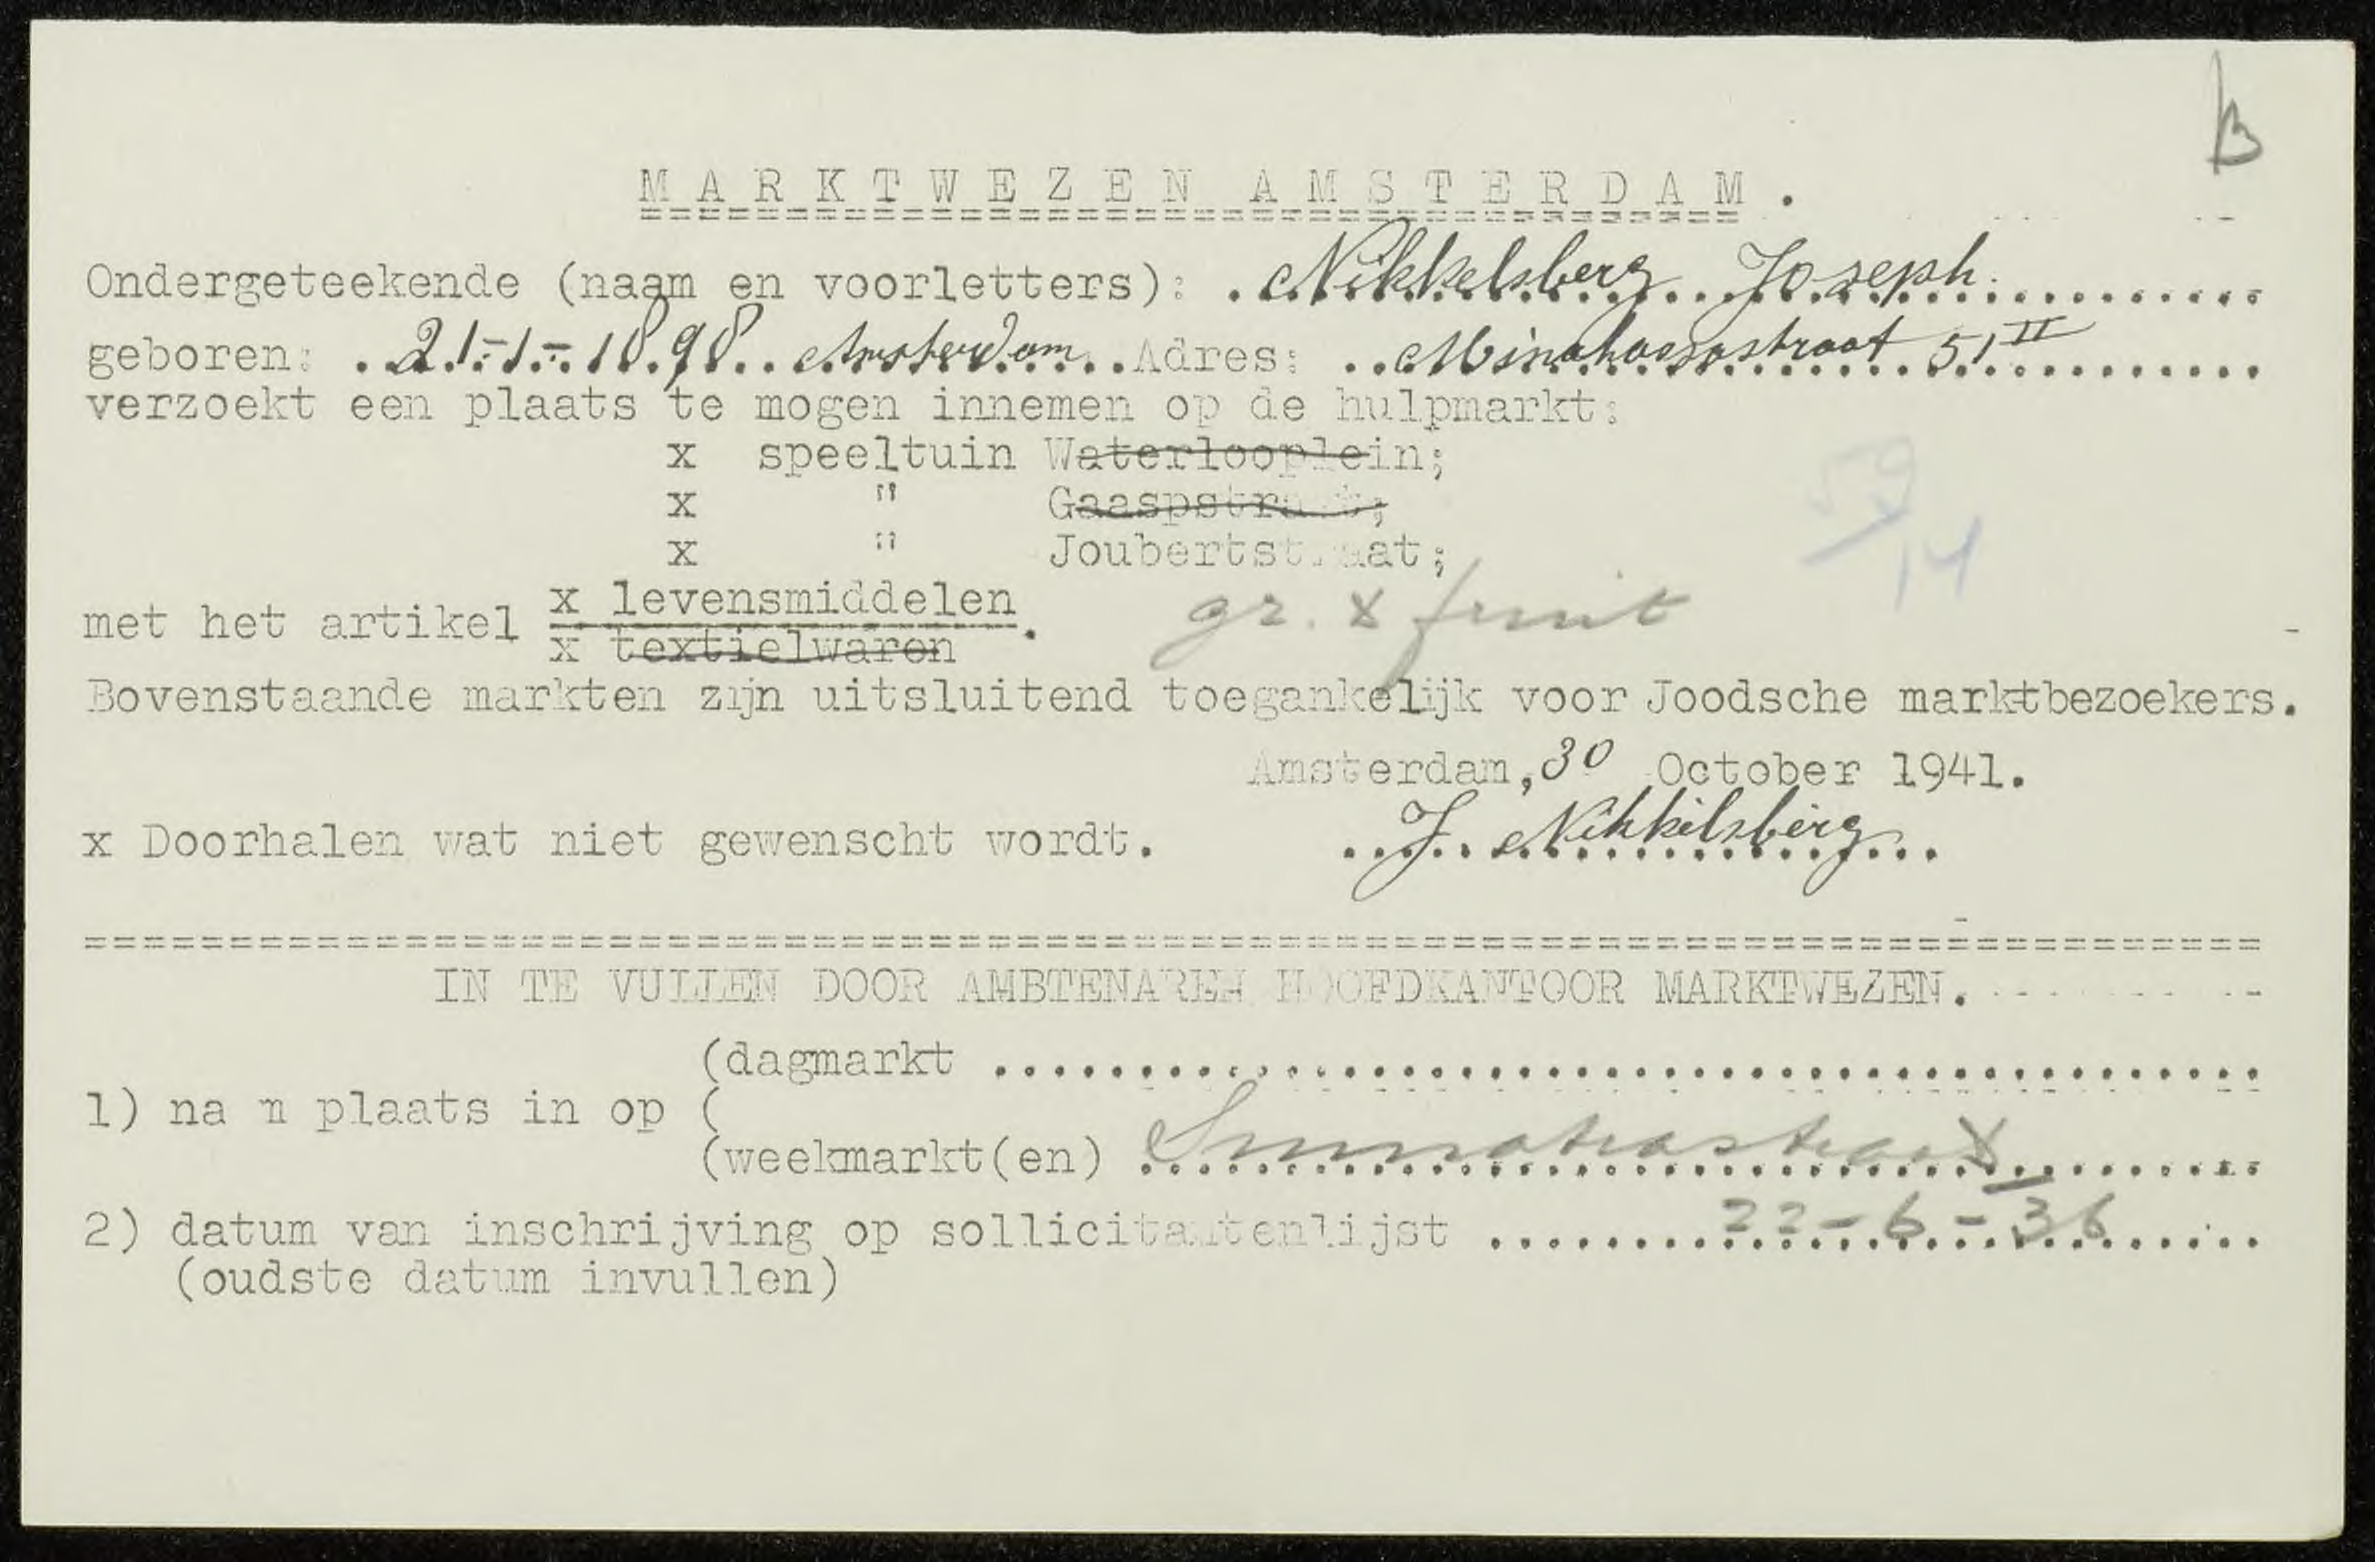 B
MARKTWEZEN AMSTERDAM.
Ondergeteekende (naam en voorletters): Nikkelsberg Joseph.
geboren: 21-1-1898 Amsterdam Adres: Minahassastraat 51 II
verzoekt een plaats te mogen innemen op de hulpmarkt:
x speeltuin Waterlooplein;
x " Gaaspstraat;
x " Joubertstraat;
59/14
met het artikel x levensmiddelen
x textielwaren.
gr. & fruit
Bovenstaande markten zijn uitsluitend toegankelijk voor Joodsche marktbezoekers.
Amsterdam, 30 October 1941.
x Doorhalen wat niet gewenscht wordt. J. Nikkelsberg
IN TE VULLEN DOOR AMBTENAREN HOOFDKANTOOR MARKTWEZEN.
(dagmarkt
1) na m plaats in op (
(weekmarkt(en) Sumatrastraat
2) datum van inschrijving op sollicitantenlijst 22-6-36
(oudste datum invullen)